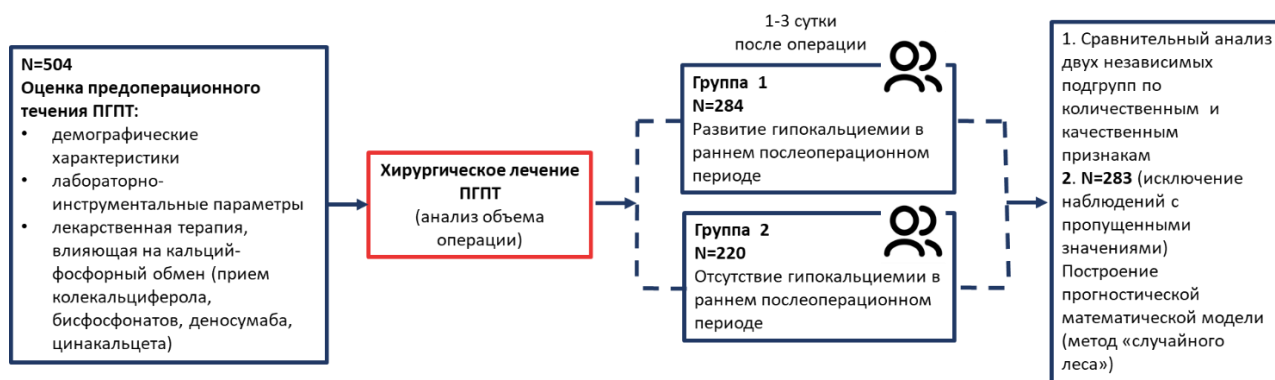 N=504
Оценка предоперационного
течения ПГПТ:
• демографические
характеристики
• лабораторно-
инструментальные параметры
• лекарственная терапия,
влияющая на кальций-
фосфорный обмен (прием
колекальциферола,
бисфосфонатов, деносумаба,
цинакальцета)
Хирургическое лечение
ПГПТ
(анализ объема
операции)
1-3 сутки
после операции
Группа 1
N=284
Развитие гипокальциемии в
раннем послеоперационном
периоде
Группа 2
N=220
Отсутствие гипокальциемии в
раннем послеоперационном
периоде
1. Сравнительный анализ
двух независимых
подгрупп по
количественным и
качественным
признакам
2. N=283 (исключение
наблюдений с
пропущенными
значениями)
Построение
прогностической
математической модели
(метод «случайного
леса»)